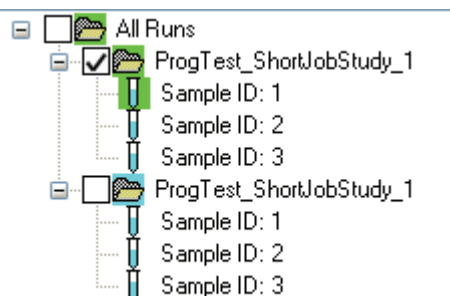 All Runs
ProgTest_ShortJobStudy_1
Sample ID: 1
Sample ID: 2
Sample ID: 3
ProgTest_ShortJobStudy_1
Sample ID: 1
Sample ID: 2
Sample ID: 3